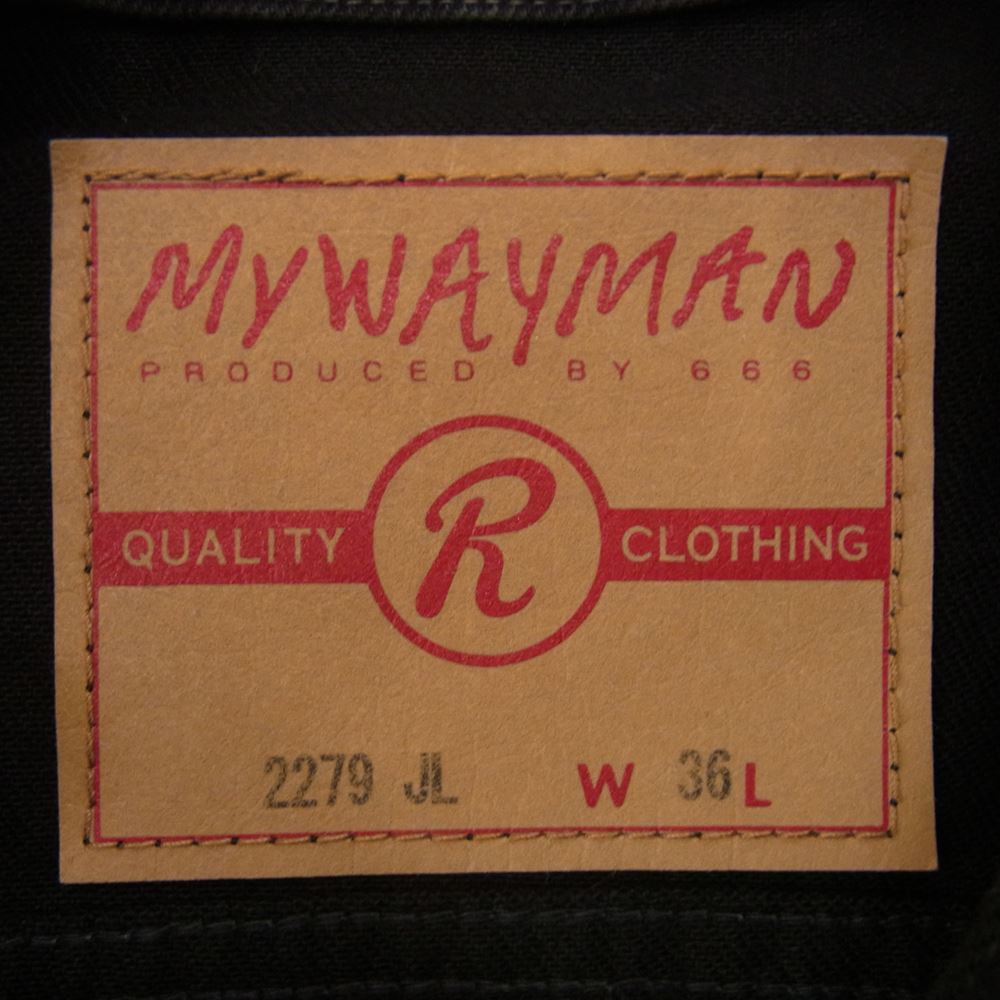 MYWAYMAN
PRODUCED BY 666
QUALITY R CLOTHING
2279 JL W 36 L